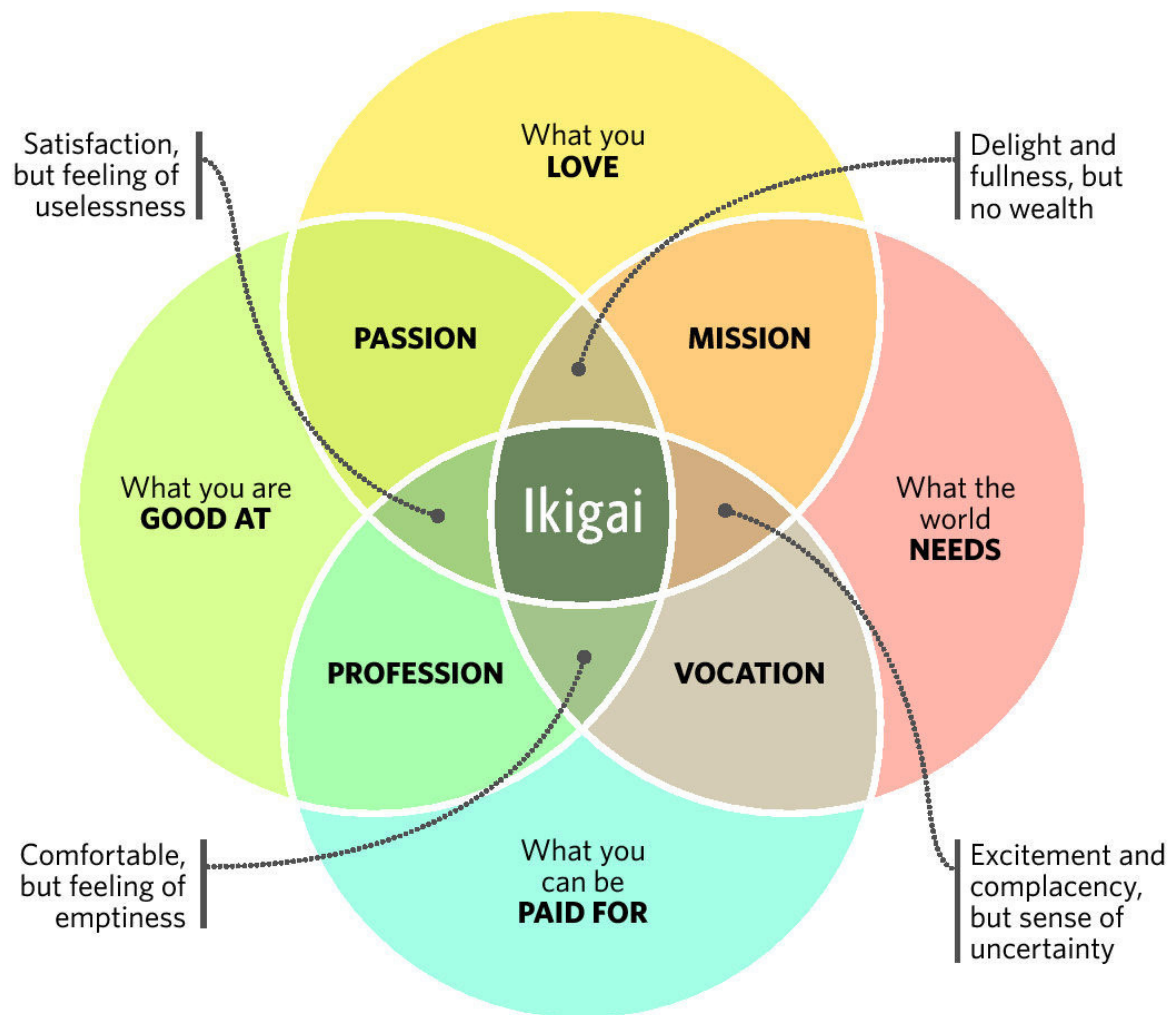 What you
LOVE
Satisfaction,
but feeling of
uselessness
Delight and
fullness, but
no wealth
PASSION
MISSION
What you are
GOOD AT
Ikigai
What the
world
NEEDS
PROFESSION
VOCATION
Comfortable,
but feeling of
emptiness
What you
can be
PAID FOR
Excitement and
complacency,
but sense of
uncertainty